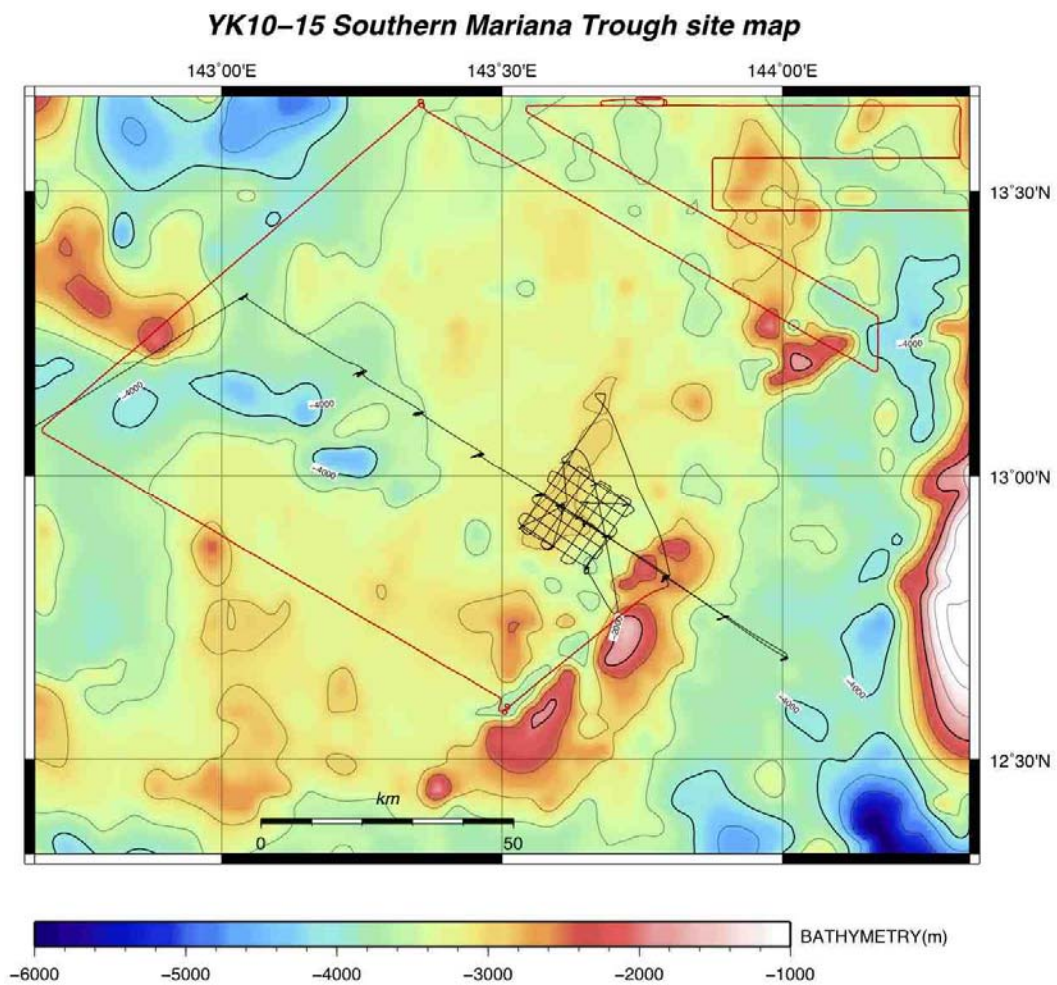 YK10–15 Southern Mariana Trough site map
143˚00'E 143˚30'E 144˚00'E
13˚30'N
–4000
–4000
–4000
–4000
13˚00'N
–2000
–4000
–4000
12˚30'N
km
0 50
BATHYMETRY(m)
–6000 –5000 –4000 –3000 –2000 –1000